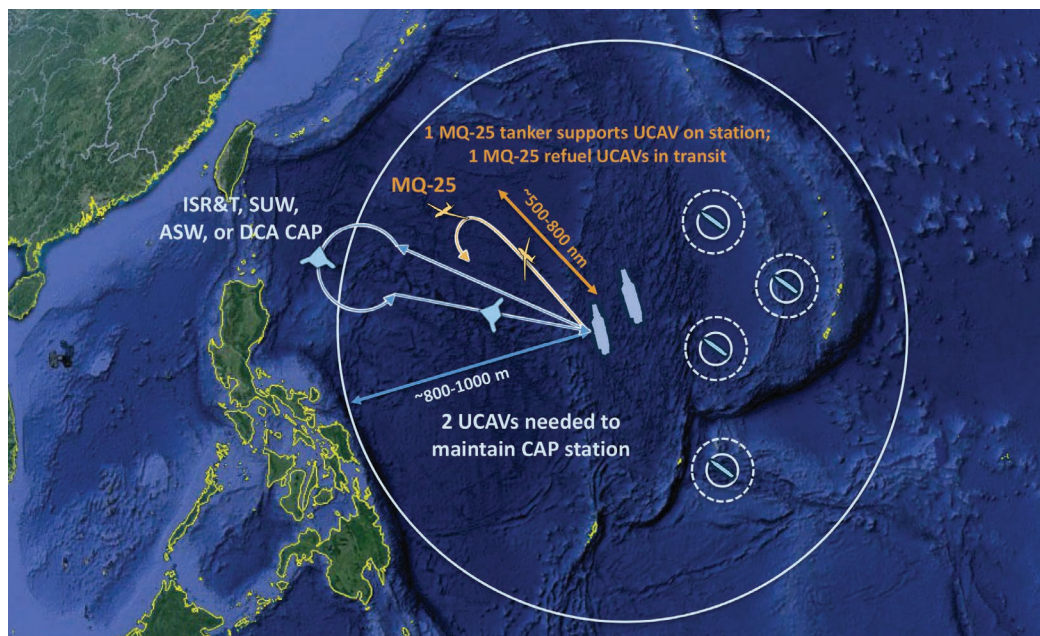 1 MQ-25 tanker supports UCAV on station;
1 MQ-25 refuel UCAVs in transit
MQ-25
~500-800 nm
ISR&T, SUW,
ASW, or DCA CAP
~800-1000 m
2 UCAVs needed to
maintain CAP station